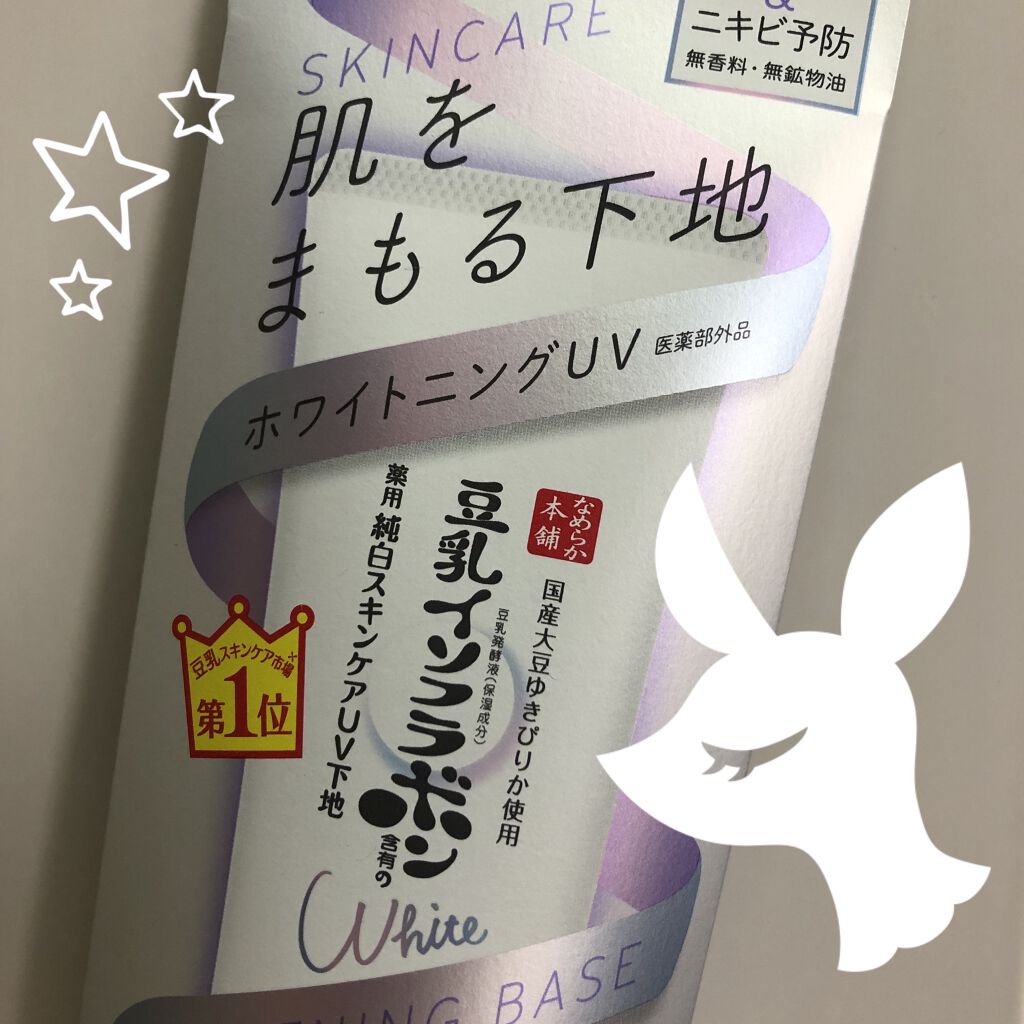 &
ニキビ予防
無香料・無鉱物油
SKINCARE
肌を
まもる下地
ホワイトニングUV 医薬部外品
なめらか
本舗
国産大豆ゆきぴりか使用
豆乳発酵液(保湿成分)
豆乳イソフラボン
含有の
薬用 純白スキンケアUV下地
豆乳スキンケア市場※
第1位
White
NING BASE